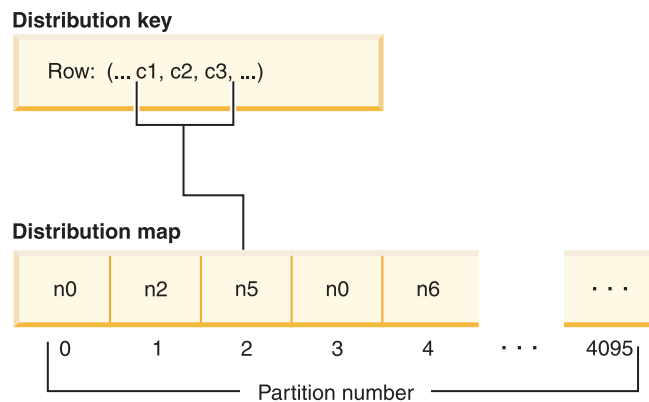 Distribution key
Row: (... c1, c2, c3, ...)
Distribution map
n0 n2 n5 n0 n6 ...
0 1 2 3 4 ... 4095
Partition number